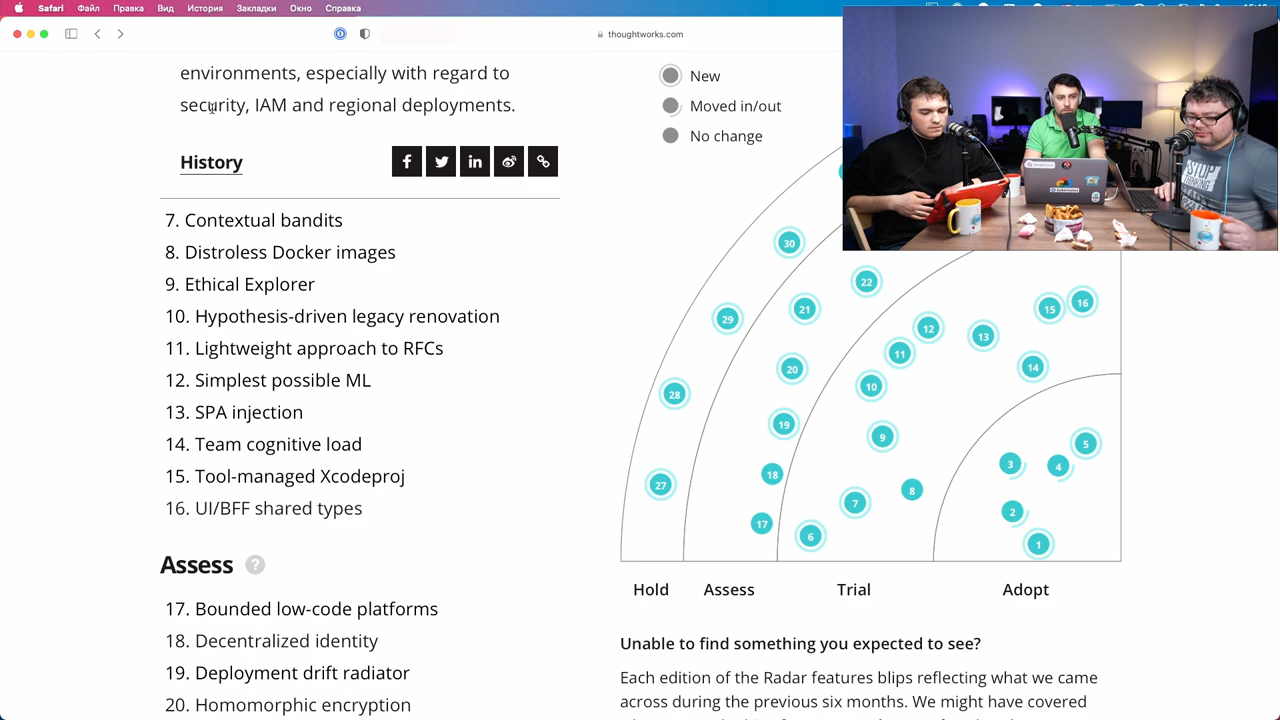 Safari Файл Правка Вид История Закладки Окно Справка
thoughtworks.com
environments, especially with regard to
security, IAM and regional deployments.
History
7. Contextual bandits
8. Distroless Docker images
9. Ethical Explorer
10. Hypothesis-driven legacy renovation
11. Lightweight approach to RFCs
12. Simplest possible ML
13. SPA injection
14. Team cognitive load
15. Tool-managed Xcodeproj
16. UI/BFF shared types
Assess ?
17. Bounded low-code platforms
18. Decentralized identity
19. Deployment drift radiator
20. Homomorphic encryption
New
Moved in/out
No change
30
22
29
21
12
13
15
16
11
20
14
10
28
19
9
5
3
4
18
27
8
7
2
17
6
1
Hold Assess Trial Adopt
Unable to find something you expected to see?
Each edition of the Radar features blips reflecting what we came
across during the previous six months. We might have covered
STOP